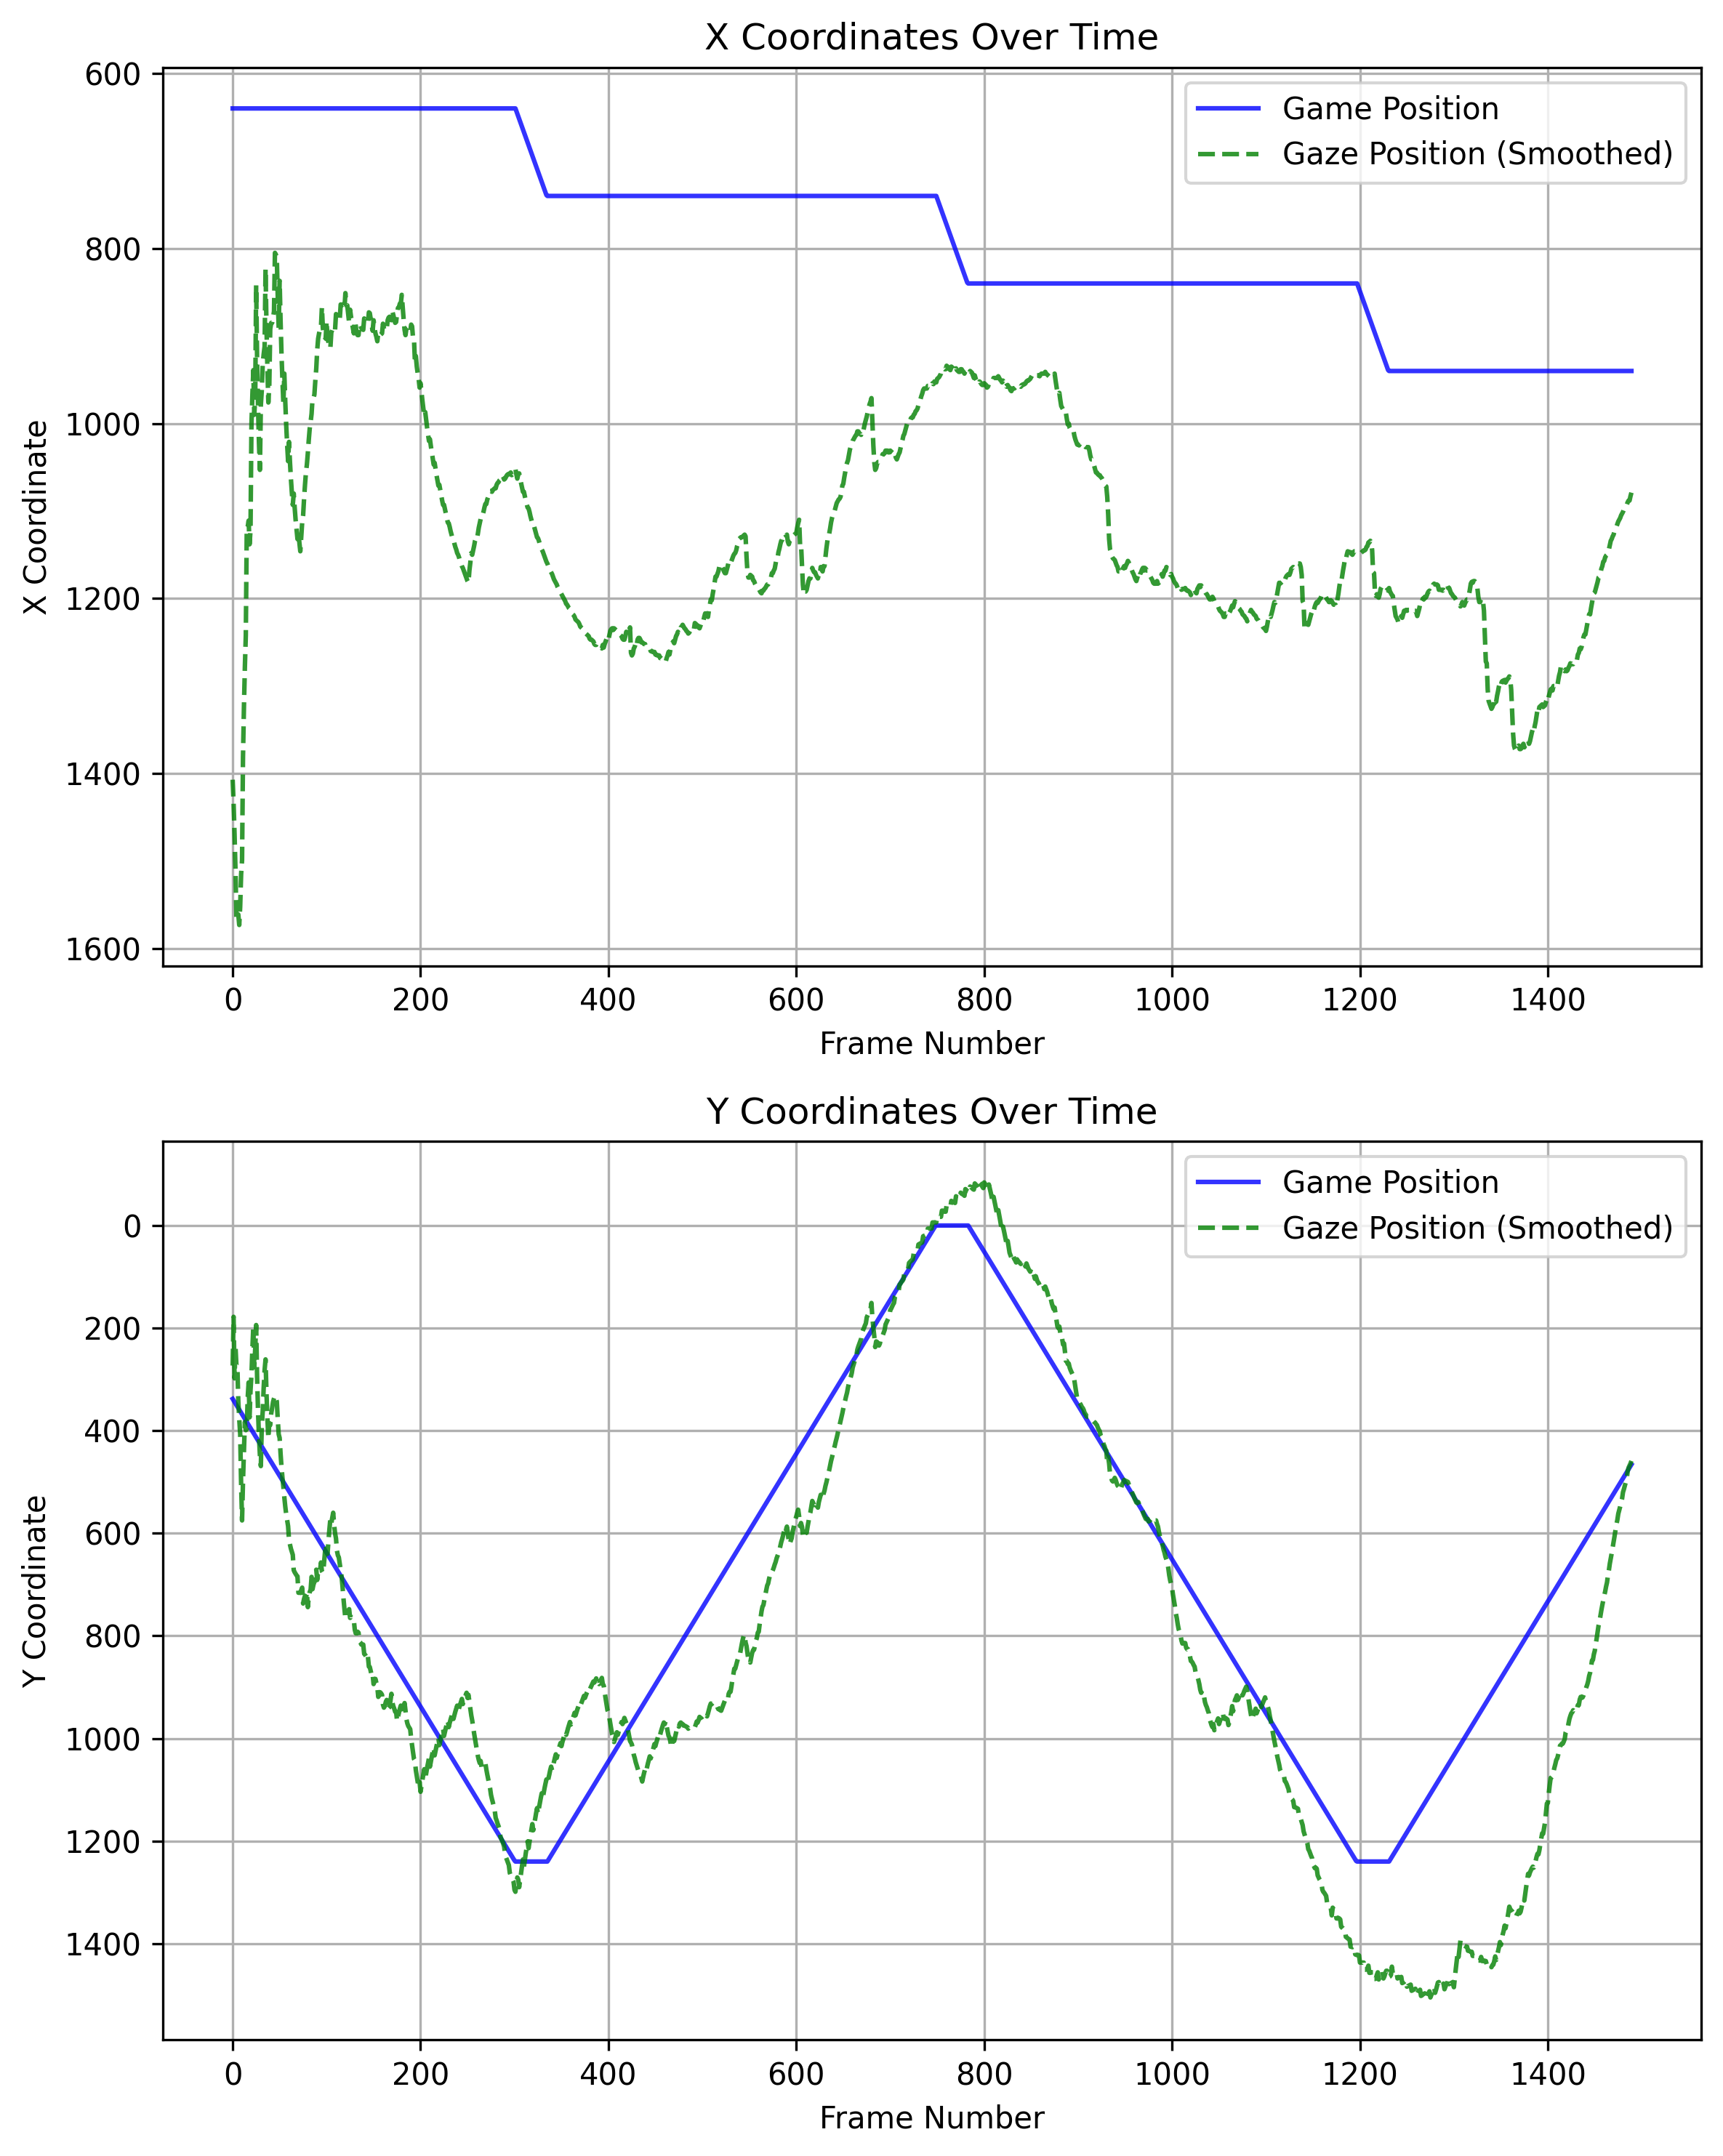 X Coordinates Over Time
600
800
1000
1200
1400
1600
X Coordinate
Game Position
Gaze Position (Smoothed)
0 200 400 600 800 1000 1200 1400
Frame Number
Y Coordinates Over Time
0
200
400
600
800
1000
1200
1400
Y Coordinate
Game Position
Gaze Position (Smoothed)
0 200 400 600 800 1000 1200 1400
Frame Number